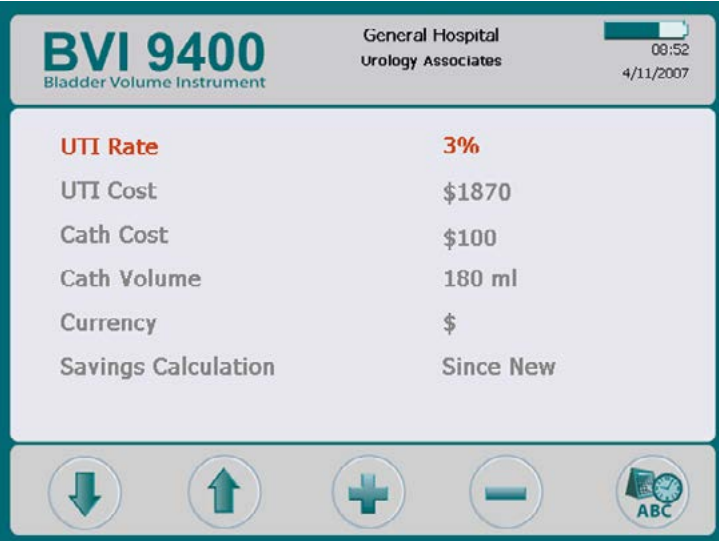 BVI 9400
Bladder Volume Instrument
General Hospital
Urology Associates
08:52
4/11/2007
UTI Rate 3%
UTI Cost $1870
Cath Cost $100
Cath Volume 180 ml
Currency $
Savings Calculation Since New
ABC